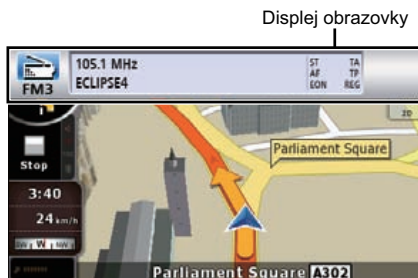 Displej obrazovky
FM3
105.1 MHz
ECLIPSE4
ST TA
AF TP
EON REG
2D
Parliament Square
Stop
3:40
24 km/h
W
Parliament Square A302